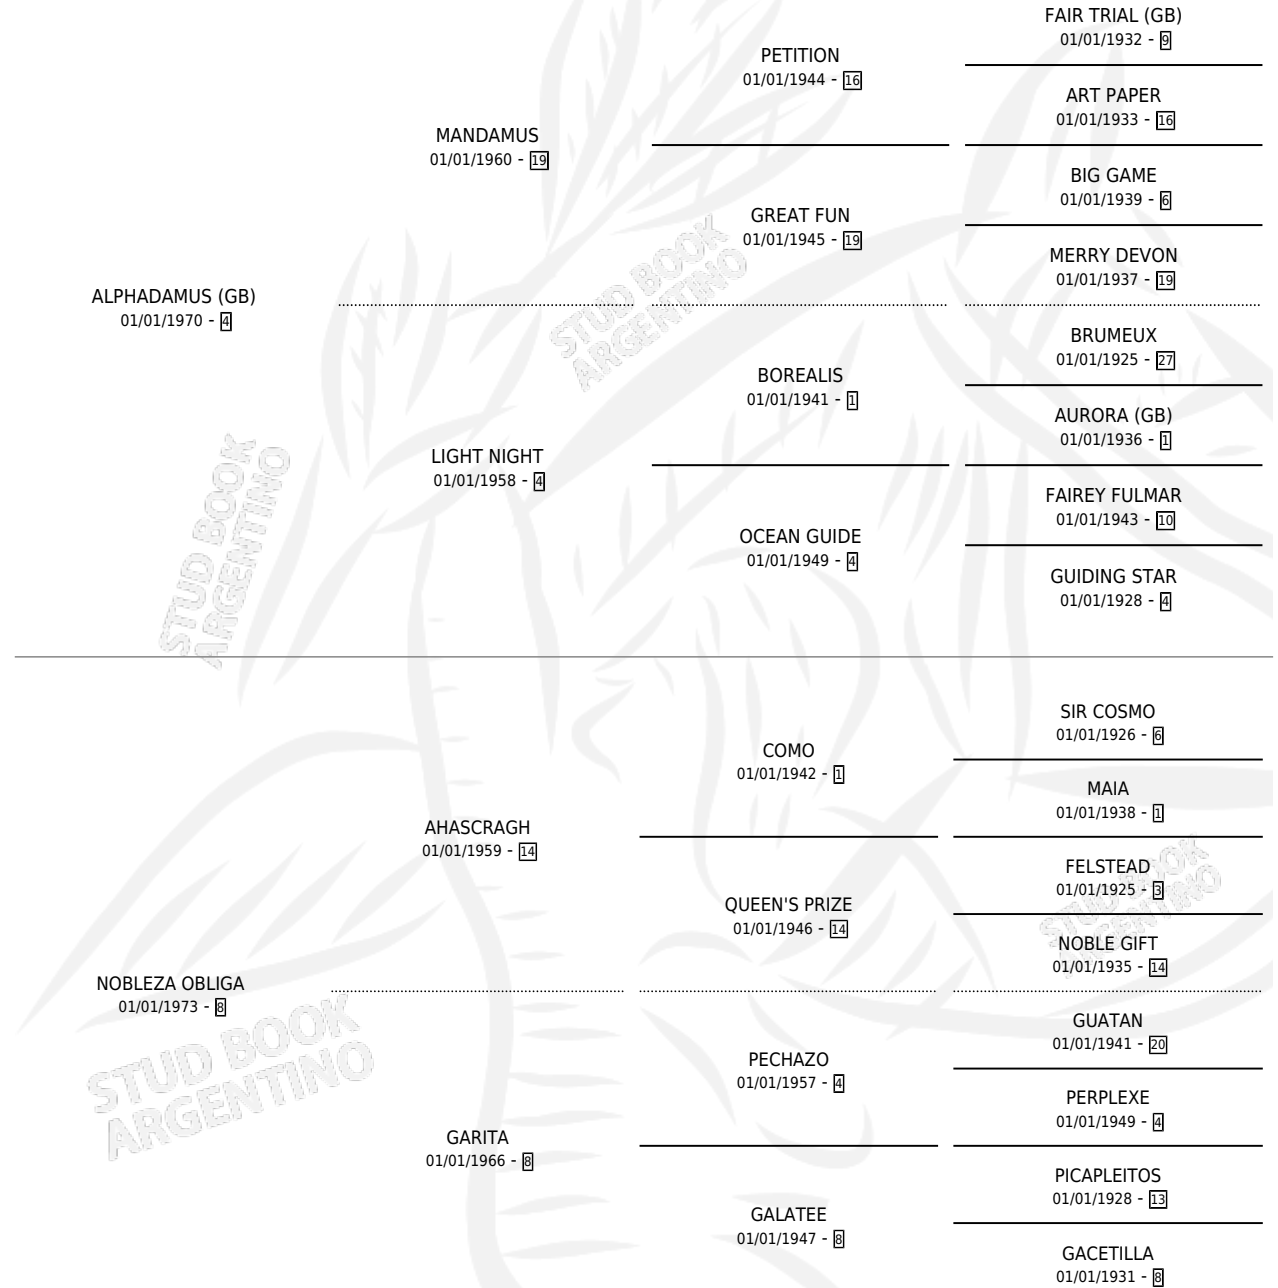 FAIR TRIAL (GB)
01/01/1932 - 9
PETITION
01/01/1944 - 16
ART PAPER
01/01/1933 - 16
MANDAMUS
01/01/1960 - 19
BIG GAME
01/01/1939 - 6
GREAT FUN
01/01/1945 - 19
MERRY DEVON
01/01/1937 - 19
ALPHADAMUS (GB)
01/01/1970 - 4
STUD BOOK
ARGENTINO
BRUMEUX
01/01/1925 - 27
BOREALIS
01/01/1941 - 1
AURORA (GB)
01/01/1936 - 1
LIGHT NIGHT
01/01/1958 - 4
FAIREY FULMAR
01/01/1943 - 10
OCEAN GUIDE
01/01/1949 - 4
GUIDING STAR
01/01/1928 - 4
STUD BOOK
ARGENTINO
SIR COSMO
01/01/1926 - 6
COMO
01/01/1942 - 1
MAIA
01/01/1938 - 1
AHASCRAGH
01/01/1959 - 14
FELSTEAD
01/01/1925 - 3
QUEEN'S PRIZE
01/01/1946 - 14
NOBLE GIFT
01/01/1935 - 14
STUD BOOK
ARGENTINO
NOBLEZA OBLIGA
01/01/1973 - 8
GUATAN
01/01/1941 - 20
PECHAZO
01/01/1957 - 4
PERPLEXE
01/01/1949 - 4
STUD BOOK
ARGENTINO
GARITA
01/01/1966 - 8
PICAPLEITOS
01/01/1928 - 13
GALATEE
01/01/1947 - 8
GACETILLA
01/01/1931 - 8